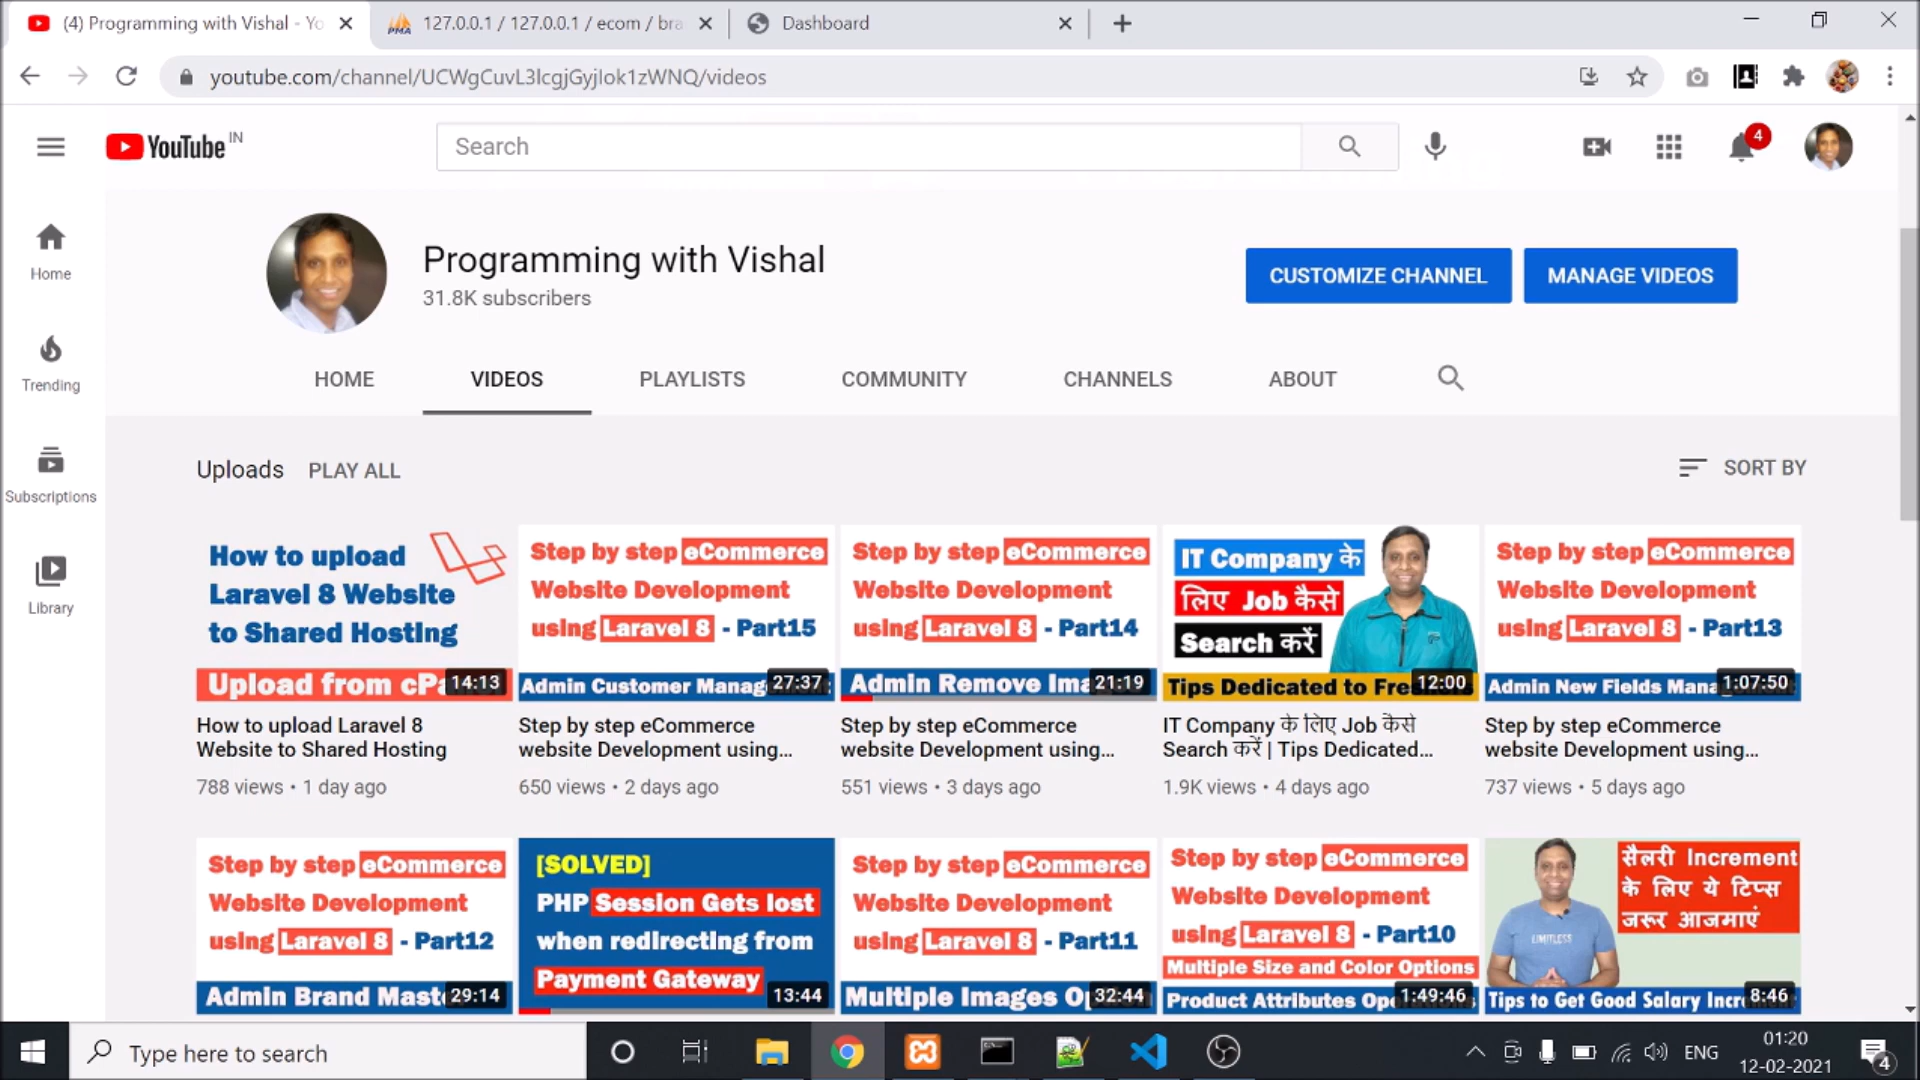 (4) Programming with Vishal - Yo
127.0.0.1 / 127.0.0.1 / ecom / bra
Dashboard
youtube.com/channel/UCWgCuvL3lcgjGyjIok1zWNQ/videos
YouTube IN
Search
4
Home
Trending
Subscriptions
Library
Programming with Vishal
31.8K subscribers
CUSTOMIZE CHANNEL
MANAGE VIDEOS
HOME
VIDEOS
PLAYLISTS
COMMUNITY
CHANNELS
ABOUT
Uploads
PLAY ALL
SORT BY
How to upload
Laravel 8 Website
to Shared Hosting
Upload from cPa
14:13
How to upload Laravel 8
Website to Shared Hosting
788 views • 1 day ago
Step by step eCommerce
Website Development
using Laravel 8 - Part15
Admin Customer Manag
27:37
Step by step eCommerce
website Development using...
650 views • 2 days ago
Step by step eCommerce
Website Development
using Laravel 8 - Part14
Admin Remove Ima
21:19
Step by step eCommerce
website Development using...
551 views • 3 days ago
IT Company के
लिए Job कैसे
Search करें
Tips Dedicated to Fres
12:00
IT Company के लिए Job कैसे
Search करें | Tips Dedicated...
1.9K views • 4 days ago
Step by step eCommerce
Website Development
using Laravel 8 - Part13
Admin New Fields Mana
1:07:50
Step by step eCommerce
website Development using...
737 views • 5 days ago
Step by step eCommerce
Website Development
using Laravel 8 - Part12
Admin Brand Mast
29:14
[SOLVED]
PHP Session Gets lost
when redirecting from
Payment Gateway
13:44
Step by step eCommerce
Website Development
using Laravel 8 - Part11
Multiple Images Op
32:44
Step by step eCommerce
Website Development
using Laravel 8 - Part10
Multiple Size and Color Options
Product Attributes Ope
1:49:46
LIMITLESS
सैलरी Increment
के लिए ये टिप्स
जरूर आजमाएं
Tips to Get Good Salary Incr
8:46
Type here to search
ENG
01:20
12-02-2021
4